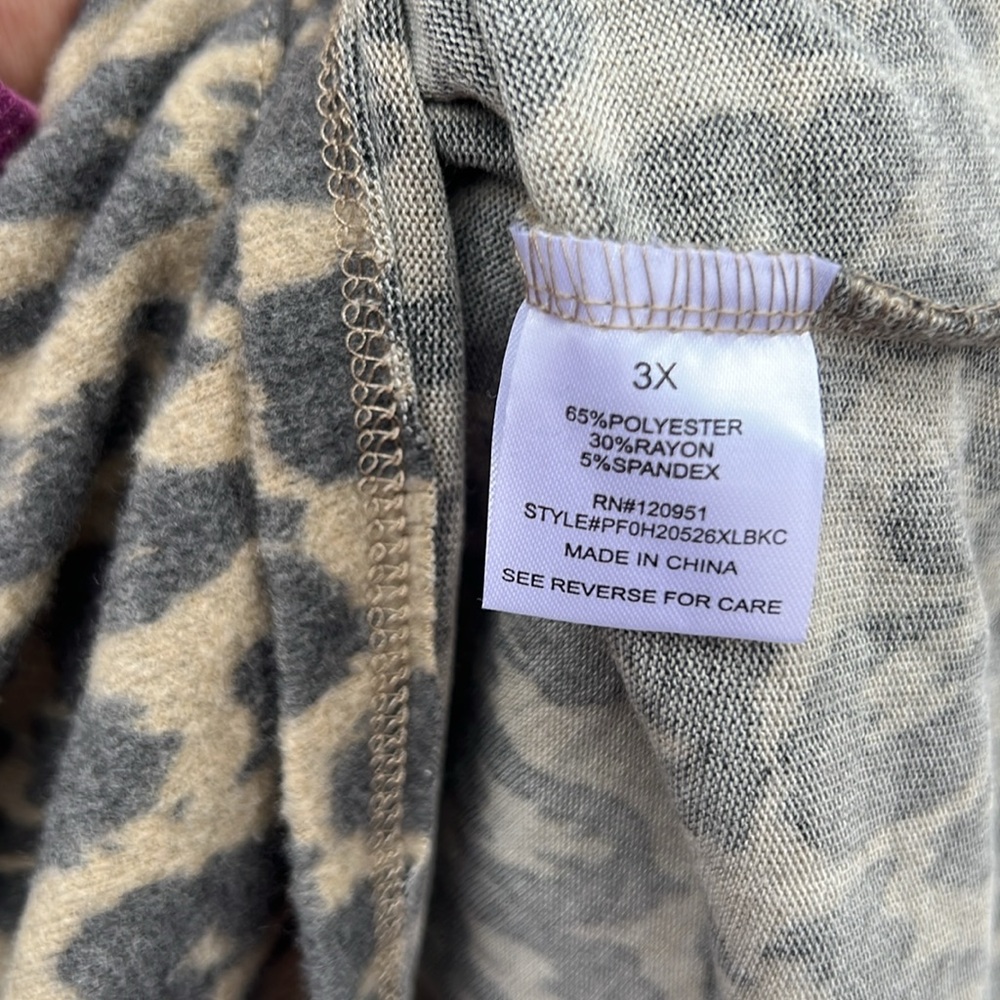 3X
65%POLYESTER
30%RAYON
5%SPANDEX
RN#120951
STYLE#PF0H20526XLBKC
MADE IN CHINA
SEE REVERSE FOR CARE